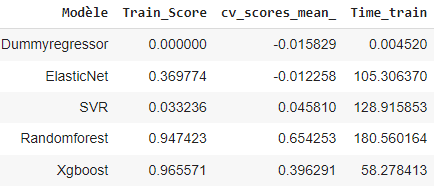 Modèle Train_Score cv_scores_mean_ Time_train
Dummyregressor 0.000000 -0.015829 0.004520
ElasticNet 0.369774 -0.012258 105.306370
SVR 0.033236 0.045810 128.915853
Randomforest 0.947423 0.654253 180.560164
Xgboost 0.965571 0.396291 58.278413